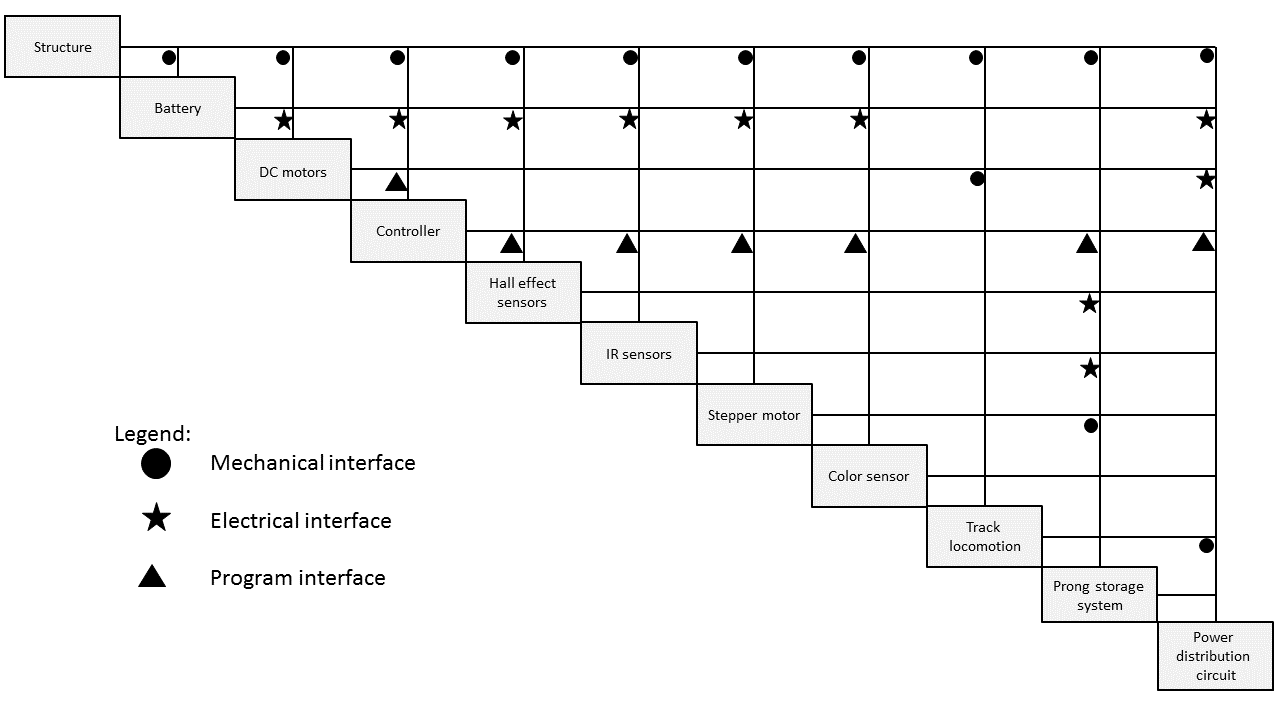 Structure
Battery
DC motors
Controller
Hall effect
sensors
IR sensors
Stepper motor
Color sensor
Track
locomotion
Prong storage
system
Power
distribution
circuit
Legend:
Mechanical interface
Electrical interface
Program interface